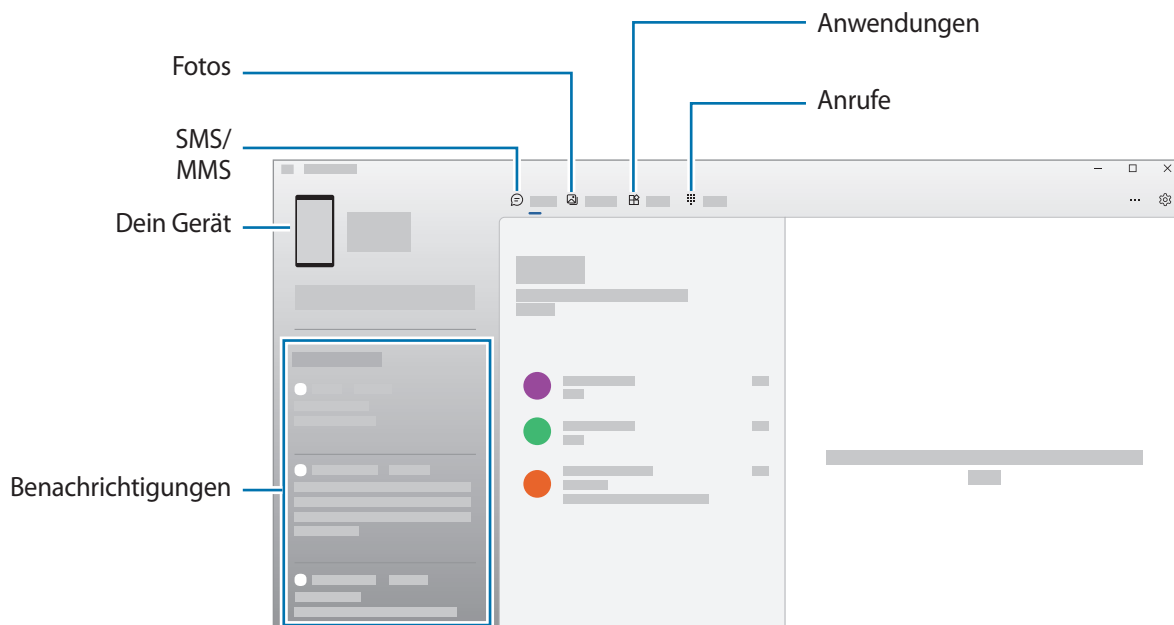 Anwendungen
Fotos
Anrufe
SMS/
MMS
Dein Gerät
Benachrichtigungen